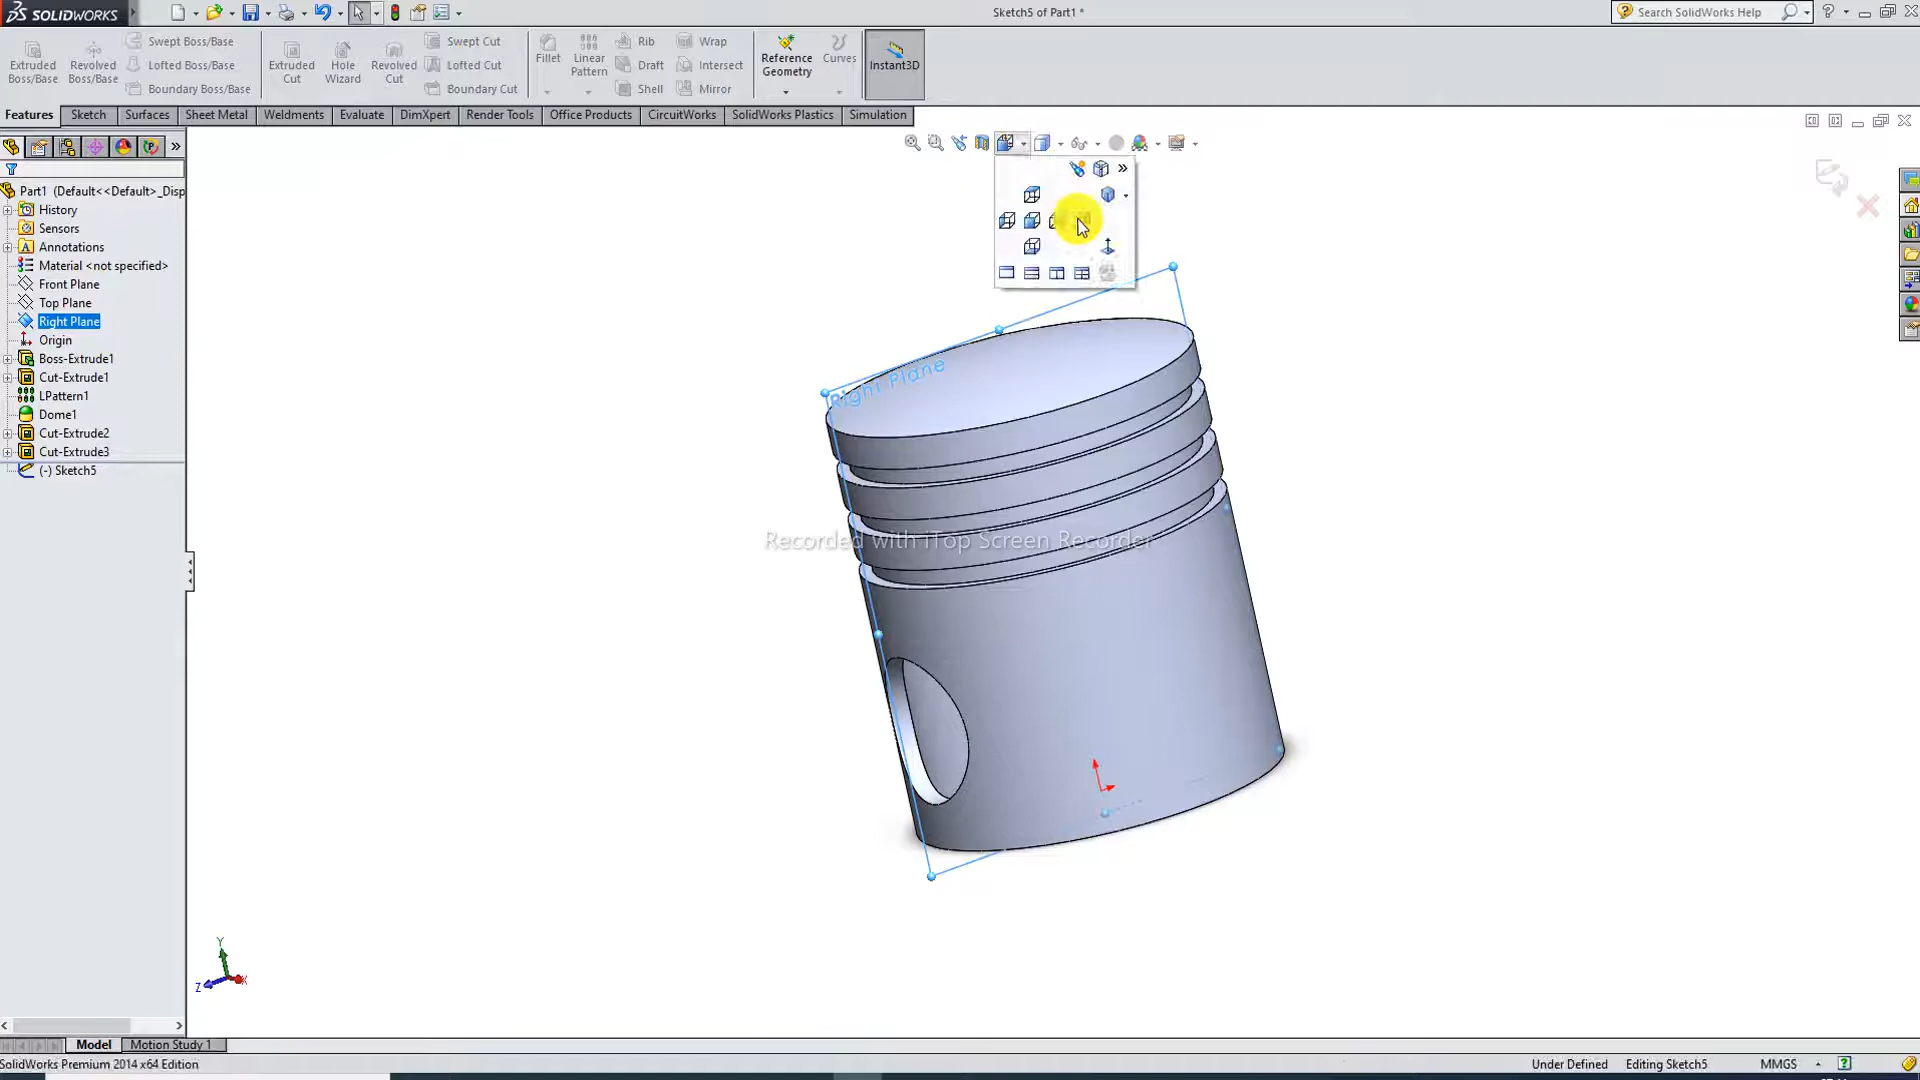 SOLIDWORKS
Sketch5 of Part1 *
Search SolidWorks Help
Extruded Boss/Base
Revolved Boss/Base
Swept Boss/Base
Lofted Boss/Base
Boundary Boss/Base
Extruded Cut
Hole Wizard
Revolved Cut
Swept Cut
Lofted Cut
Boundary Cut
Fillet
Linear Pattern
Rib
Draft
Shell
Wrap
Intersect
Mirror
Reference Geometry
Curves
Instant3D
Features
Sketch
Surfaces
Sheet Metal
Weldments
Evaluate
DimXpert
Render Tools
Office Products
CircuitWorks
SolidWorks Plastics
Simulation
Part1 (Default<<Default>_Disp
History
Sensors
Annotations
Material <not specified>
Front Plane
Top Plane
Right Plane
Origin
Boss-Extrude1
Cut-Extrude1
LPattern1
Dome1
Cut-Extrude2
Cut-Extrude3
(-) Sketch5
Right Plane
Recorded with iTop Screen Recorder
Y
Z
X
Model
Motion Study 1
SolidWorks Premium 2014 x64 Edition
Under Defined
Editing Sketch5
MMGS